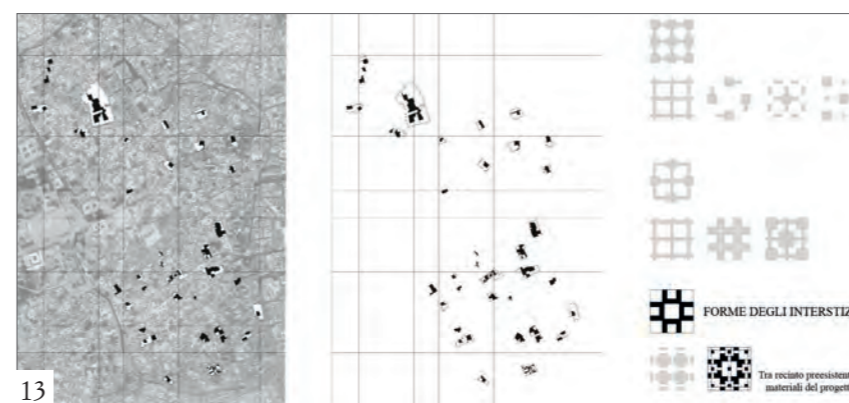 FORME DEGLI INTERSTIZ
Tra recinto preesistent
materiali del progett
13